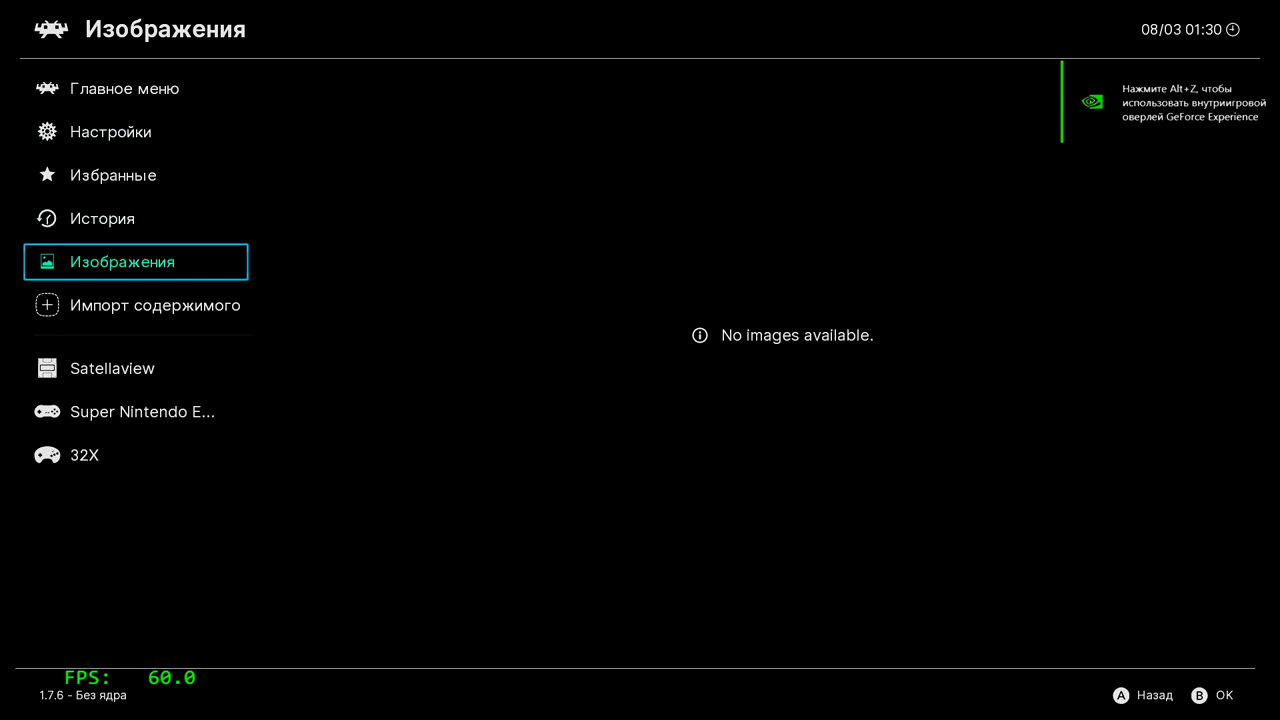 Изображения
08/03 01:30
Главное меню
Настройки
Избранные
История
Изображения
Импорт содержимого
Satellaview
Super Nintendo E...
32X
Нажмите Alt+Z, чтобы
использовать внутриигровой
оверлей GeForce Experience
No images available.
FPS: 60.0
1.7.6 - Без ядра
A Назад B OK